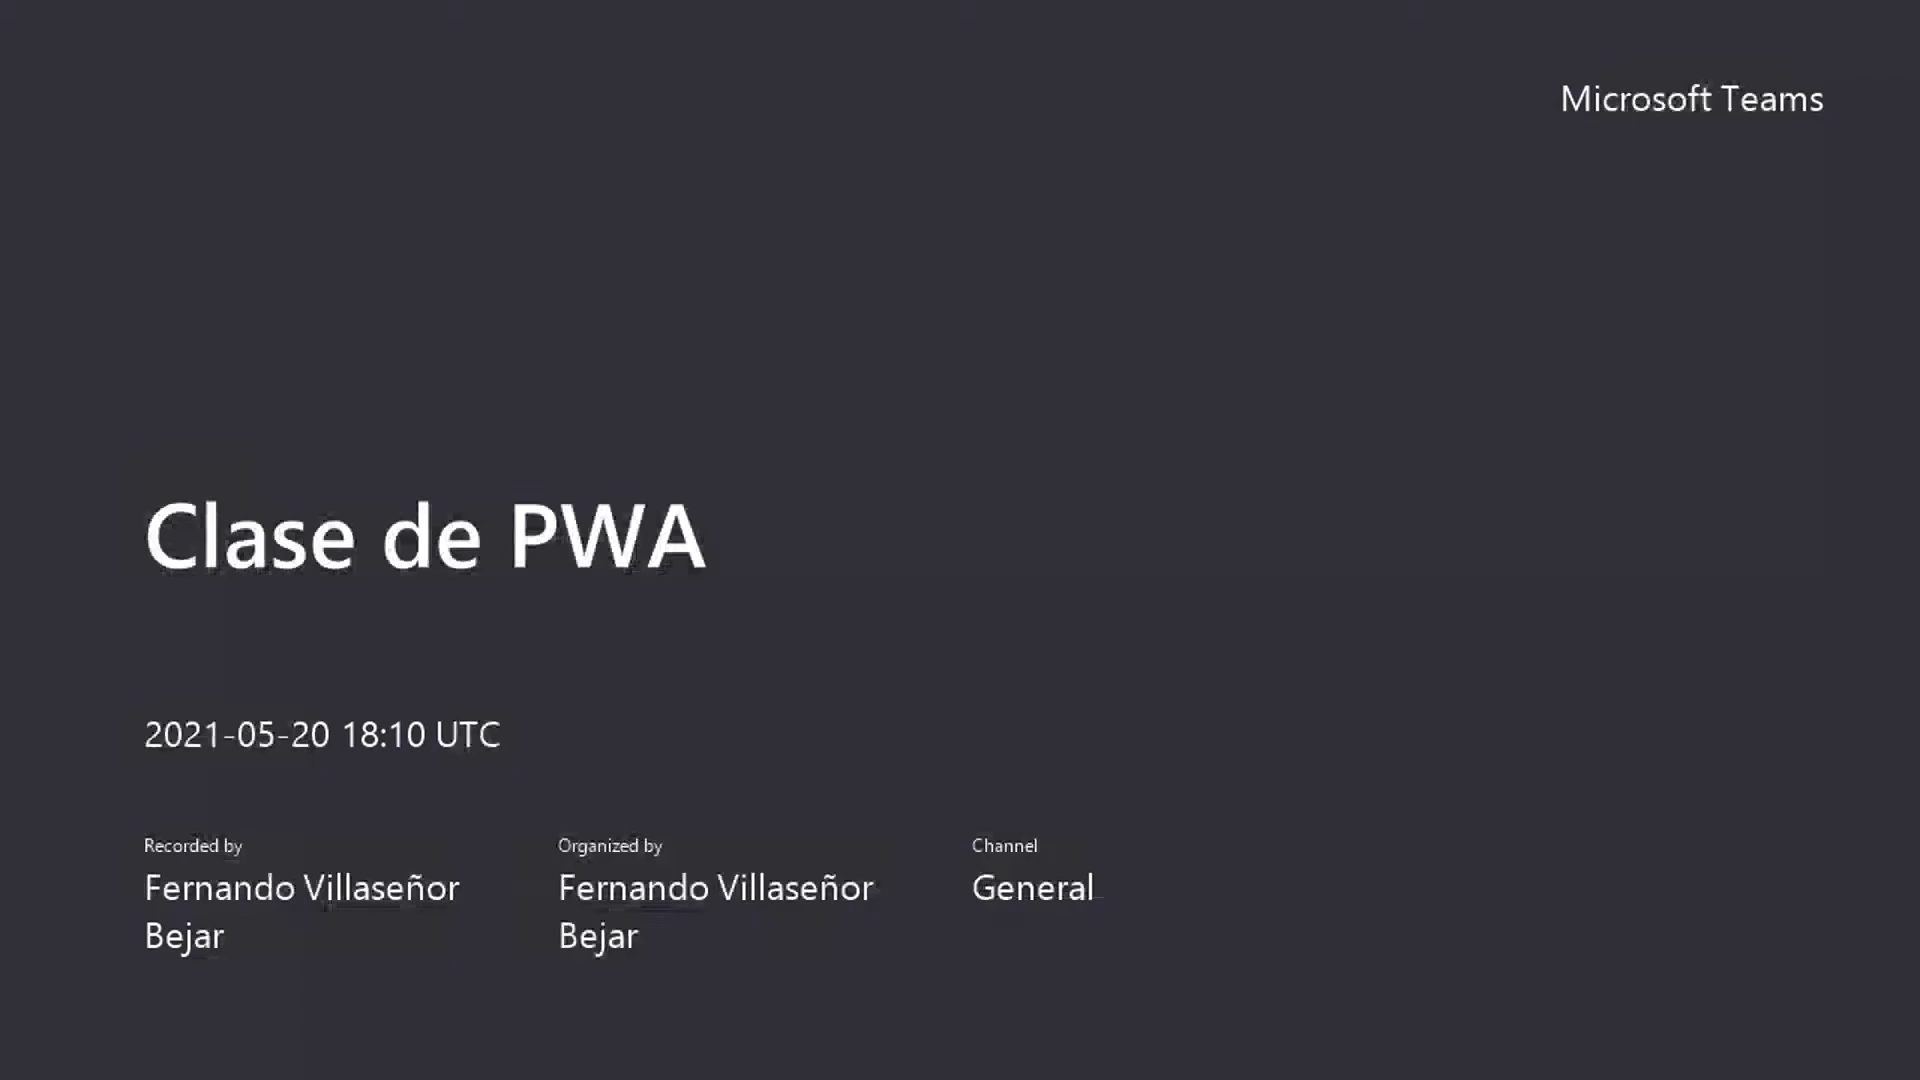 Microsoft Teams
Clase de PWA
2021-05-20 18:10 UTC
Recorded by
Fernando Villaseñor
Bejar
Organized by
Fernando Villaseñor
Bejar
Channel
General